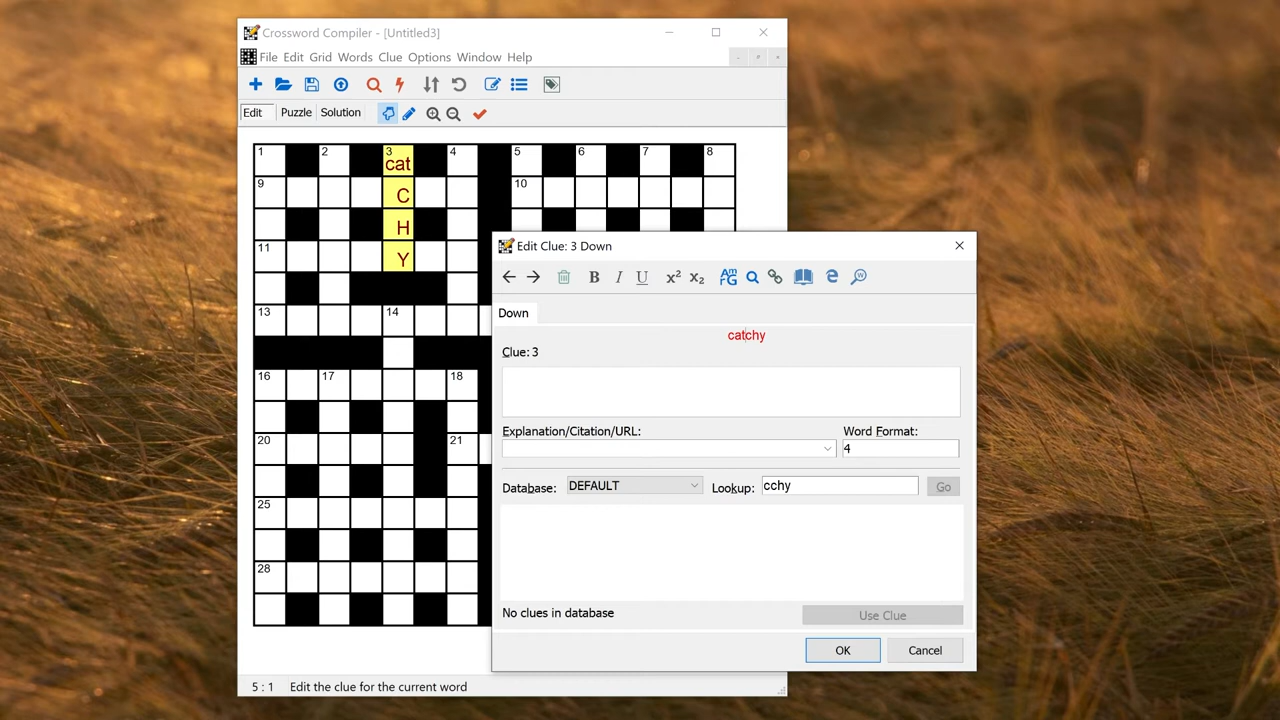 Crossword Compiler - [Untitled3]
File Edit Grid Words Clue Options Window Help
Edit Puzzle Solution
1 2 3 4 5 6 7 8
cat
9 C 10
H
11 Y
13 14
16 17 18
20 21
25
28
5 : 1 Edit the clue for the current word
Edit Clue: 3 Down
B I U x² x₂
Down
catchy
Clue: 3
Explanation/Citation/URL: Word Format:
4
Database: DEFAULT Lookup: cchy Go
No clues in database Use Clue
OK Cancel